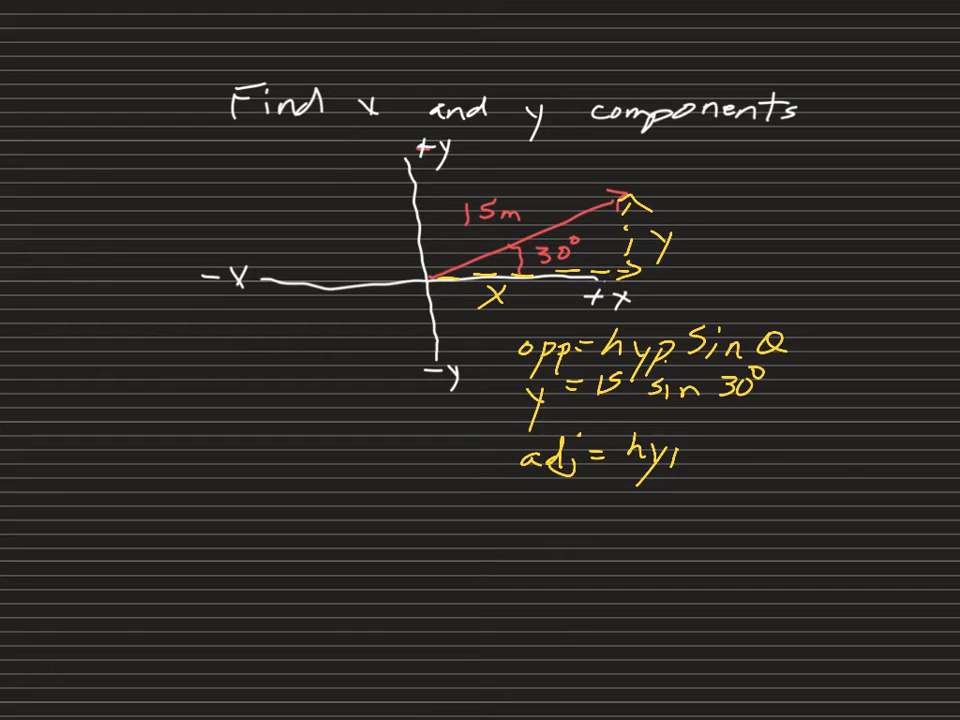 Find x and y components
+y
15m
30°
y
-X
X
+x
opp = hyp Sin θ
-y
y = 15 sin 30°
adj = hyp